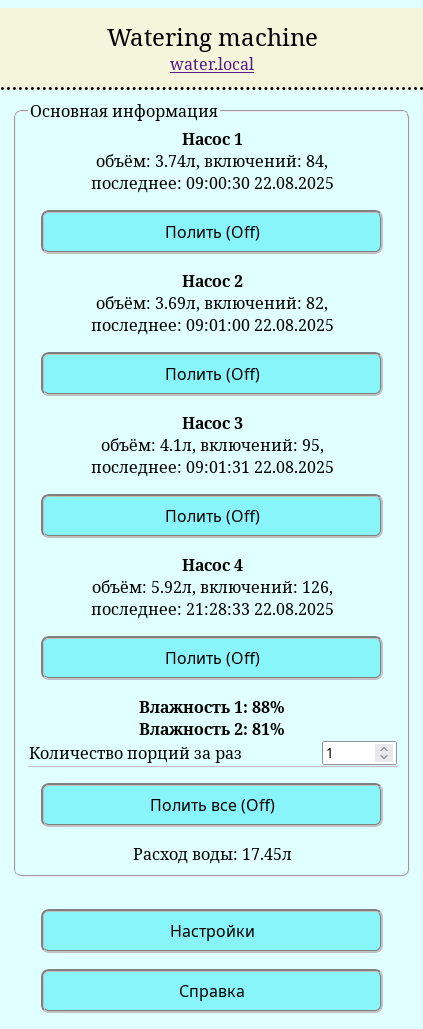 Watering machine
water.local
Основная информация
Насос 1
объём: 3.74л, включений: 84,
последнее: 09:00:30 22.08.2025
Полить (Off)
Насос 2
объём: 3.69л, включений: 82,
последнее: 09:01:00 22.08.2025
Полить (Off)
Насос 3
объём: 4.1л, включений: 95,
последнее: 09:01:31 22.08.2025
Полить (Off)
Насос 4
объём: 5.92л, включений: 126,
последнее: 21:28:33 22.08.2025
Полить (Off)
Влажность 1: 88%
Влажность 2: 81%
Количество порций за раз 1
Полить все (Off)
Расход воды: 17.45л
Настройки
Справка